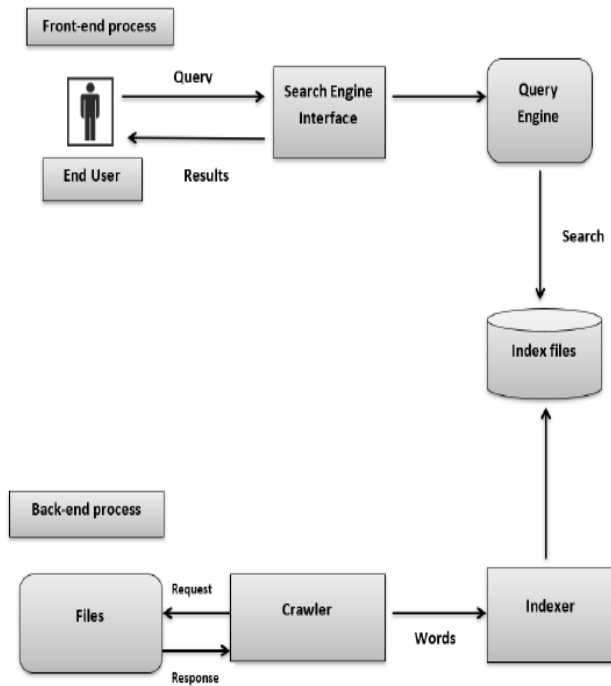 Front-end process
Query
Search Engine
Interface
Query
Engine
End User
Results
Search
Index files
Back-end process
Request
Files
Crawler
Indexer
Words
Response